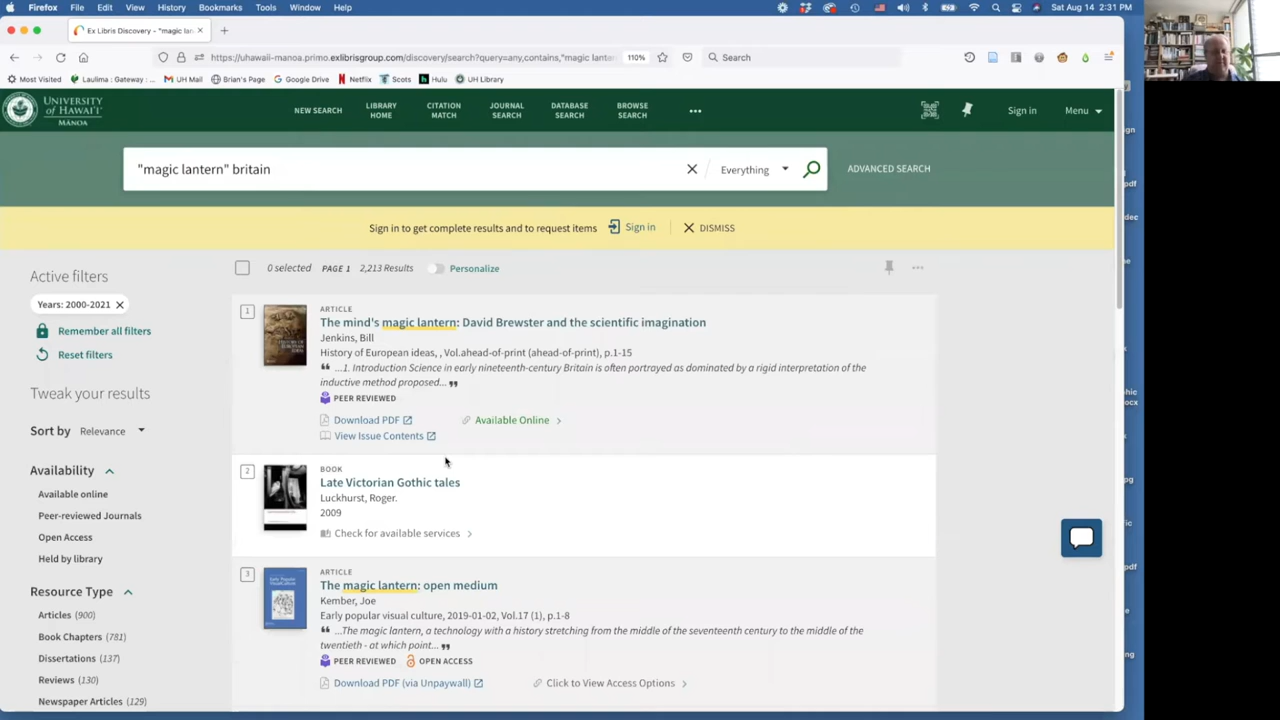 Firefox File Edit View History Bookmarks Tools Window Help
Sat Aug 14 2:31 PM
Ex Libris Discovery - "magic lan
https://uhawaii-manoa.primo.exlibrisgroup.com/discovery/search?query=any,contains,"magic lanter
110%
Search
Most Visited
Laulima : Gateway : ...
UH Mail
Brian's Page
Google Drive
Netflix
Scots
Hulu
UH Library
UNIVERSITY of HAWAIʻI MĀNOA
NEW SEARCH
LIBRARY HOME
CITATION MATCH
JOURNAL SEARCH
DATABASE SEARCH
BROWSE SEARCH
Sign in
Menu
"magic lantern" britain
Everything
ADVANCED SEARCH
Sign in to get complete results and to request items Sign in DISMISS
Active filters
Years: 2000-2021
Remember all filters
Reset filters
Tweak your results
Sort by Relevance
Availability
Available online
Peer-reviewed Journals
Open Access
Held by library
Resource Type
Articles (900)
Book Chapters (781)
Dissertations (137)
Reviews (130)
Newspaper Articles (129)
0 selected PAGE 1 2,213 Results Personalize
1
ARTICLE
The mind's magic lantern: David Brewster and the scientific imagination
Jenkins, Bill
History of European ideas, , Vol.ahead-of-print (ahead-of-print), p.1-15
...1. Introduction Science in early nineteenth-century Britain is often portrayed as dominated by a rigid interpretation of the
inductive method proposed...
PEER REVIEWED
Download PDF
Available Online
View Issue Contents
2
BOOK
Late Victorian Gothic tales
Luckhurst, Roger.
2009
Check for available services
3
ARTICLE
The magic lantern: open medium
Kember, Joe
Early popular visual culture, 2019-01-02, Vol.17 (1), p.1-8
...The magic lantern, a technology with a history stretching from the middle of the seventeenth century to the middle of the
twentieth - at which point...
PEER REVIEWED OPEN ACCESS
Download PDF (via Unpaywall)
Click to View Access Options